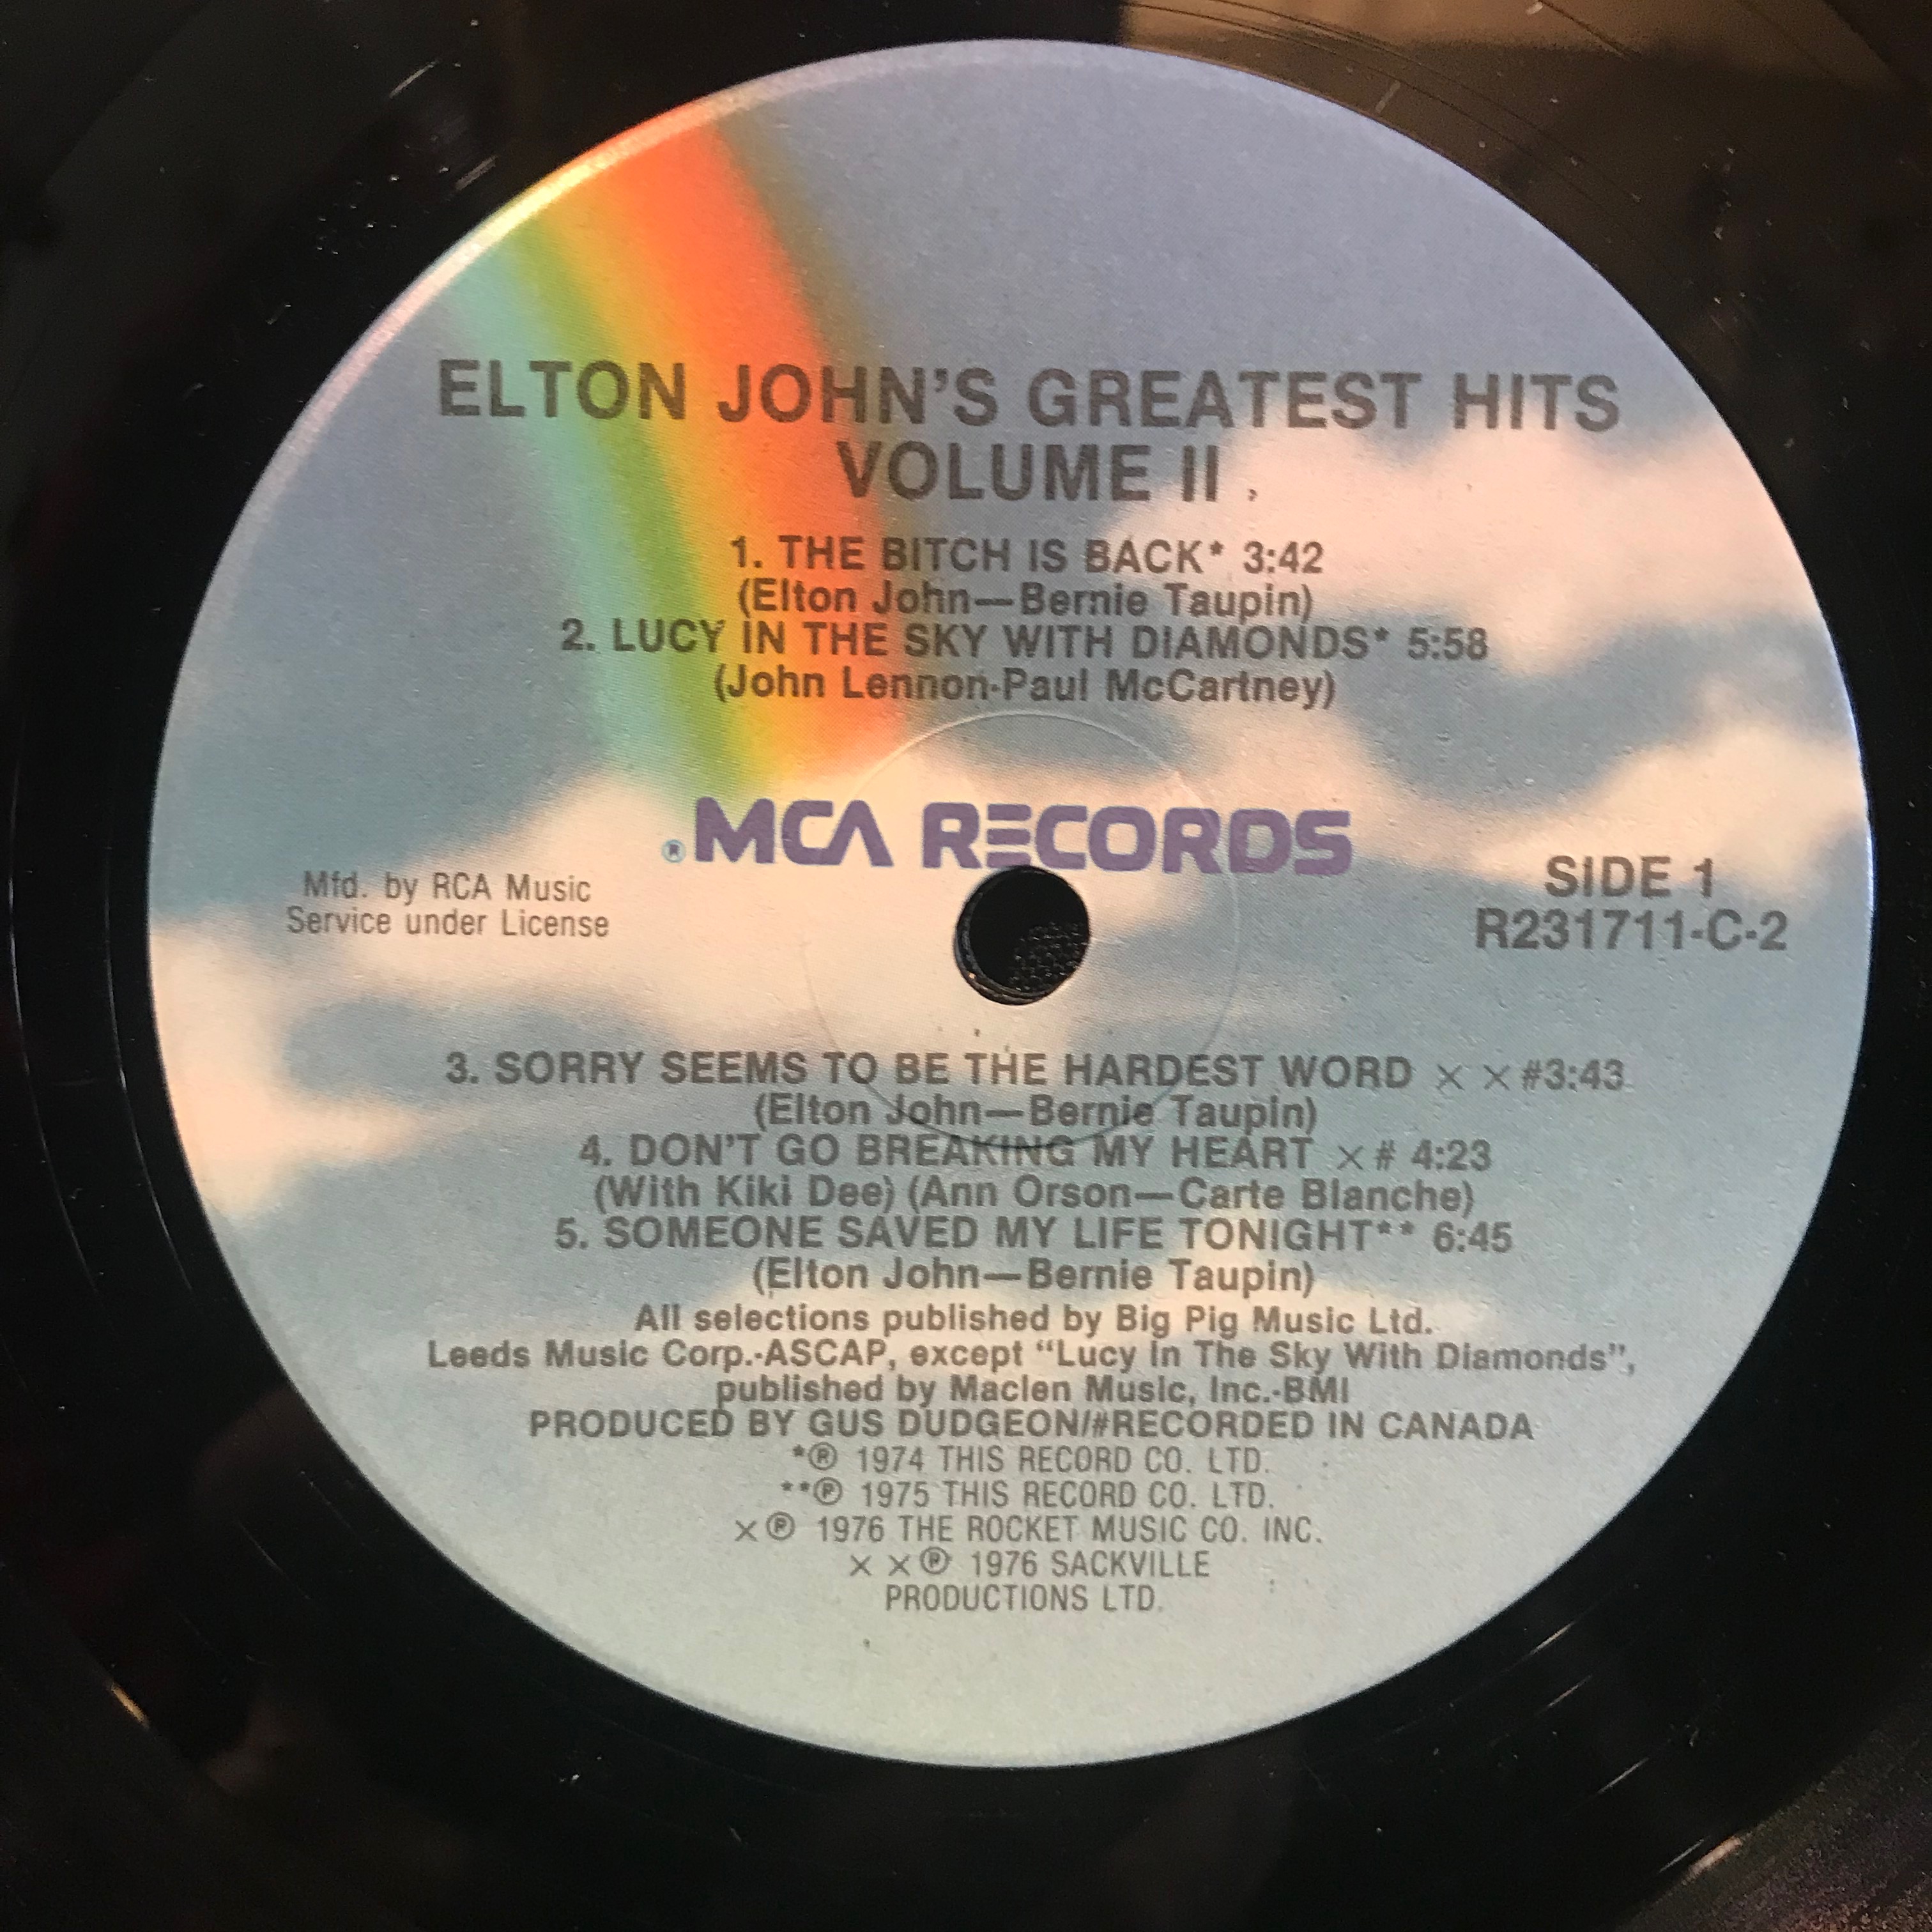 ELTON JOHN'S GREATEST HITS
VOLUME II
1. THE BITCH IS BACK* 3:42
(Elton John—Bernie Taupin)
2. LUCY IN THE SKY WITH DIAMONDS* 5:58
(John Lennon-Paul McCartney)
®MCA RECORDS
Mfd. by RCA Music
Service under License
SIDE 1
R231711-C-2
3. SORRY SEEMS TO BE THE HARDEST WORD × × #3:43
(Elton John—Bernie Taupin)
4. DON'T GO BREAKING MY HEART ×# 4:23
(With Kiki Dee) (Ann Orson—Carte Blanche)
5. SOMEONE SAVED MY LIFE TONIGHT** 6:45
(Elton John—Bernie Taupin)
All selections published by Big Pig Music Ltd.
Leeds Music Corp.-ASCAP, except "Lucy In The Sky With Diamonds",
published by Maclen Music, Inc.-BMI
PRODUCED BY GUS DUDGEON/#RECORDED IN CANADA
*® 1974 THIS RECORD CO. LTD.
**℗ 1975 THIS RECORD CO. LTD.
×℗ 1976 THE ROCKET MUSIC CO. INC.
× ×℗ 1976 SACKVILLE
PRODUCTIONS LTD.